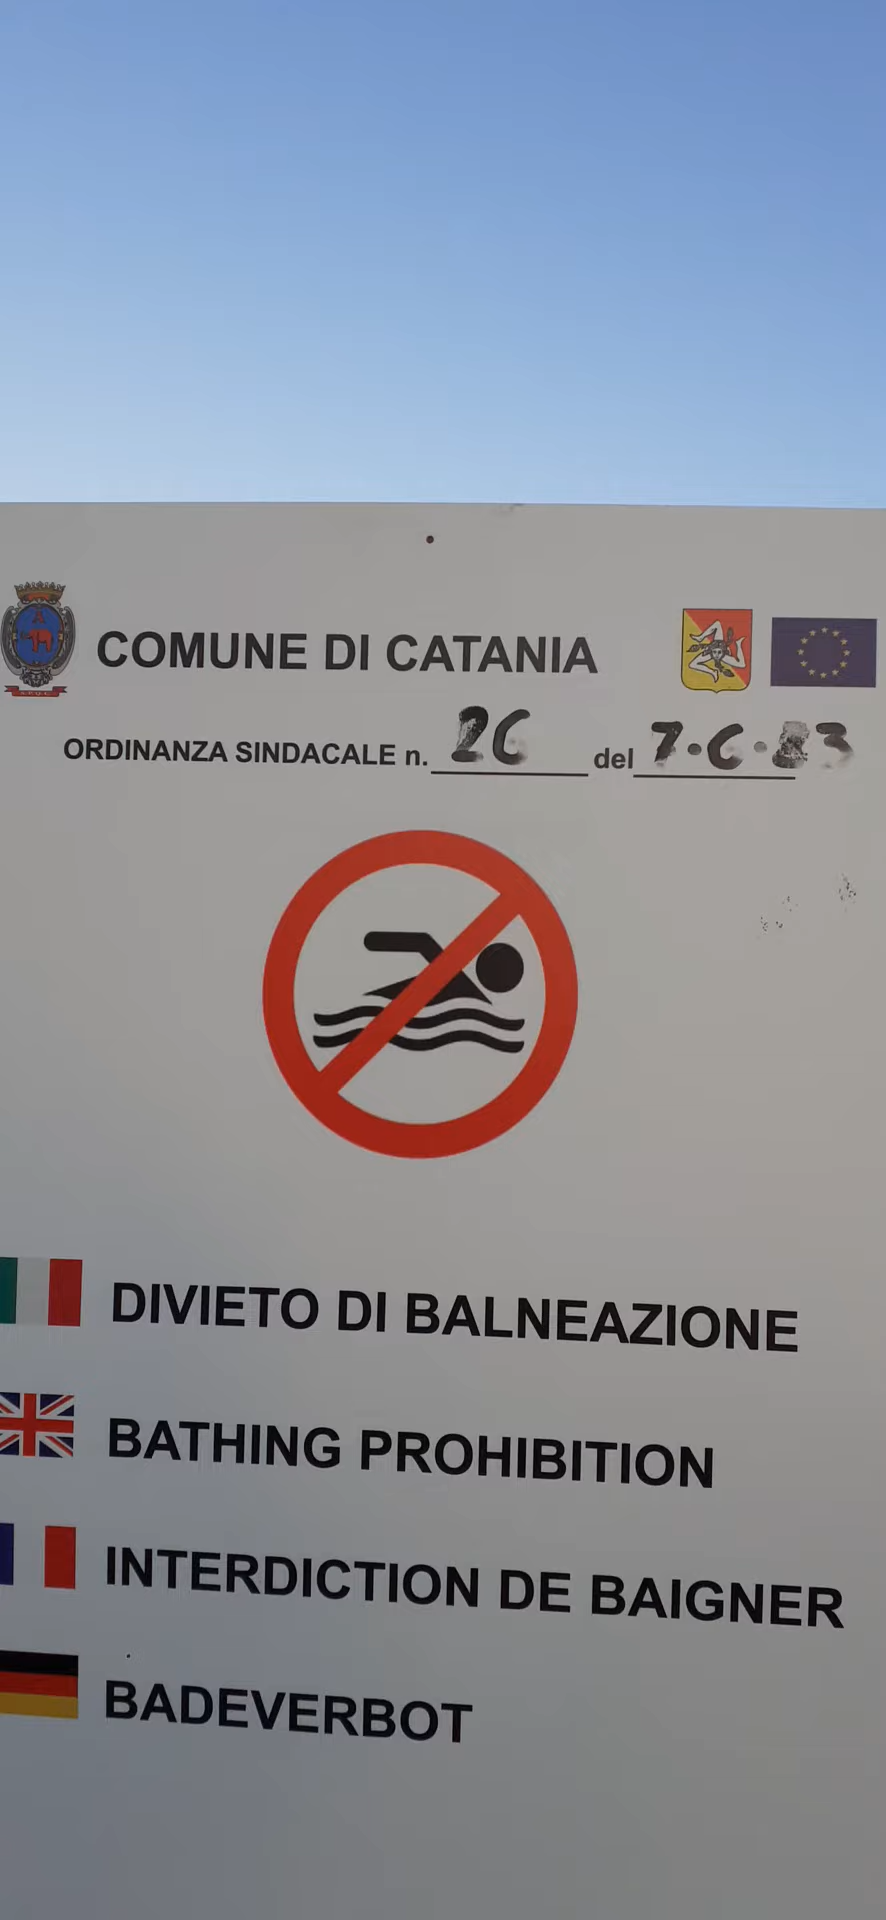 COMUNE DI CATANIA
ORDINANZA SINDACALE n. 26 del 7.6.23
DIVIETO DI BALNEAZIONE
BATHING PROHIBITION
INTERDICTION DE BAIGNER
BADEVERBOT